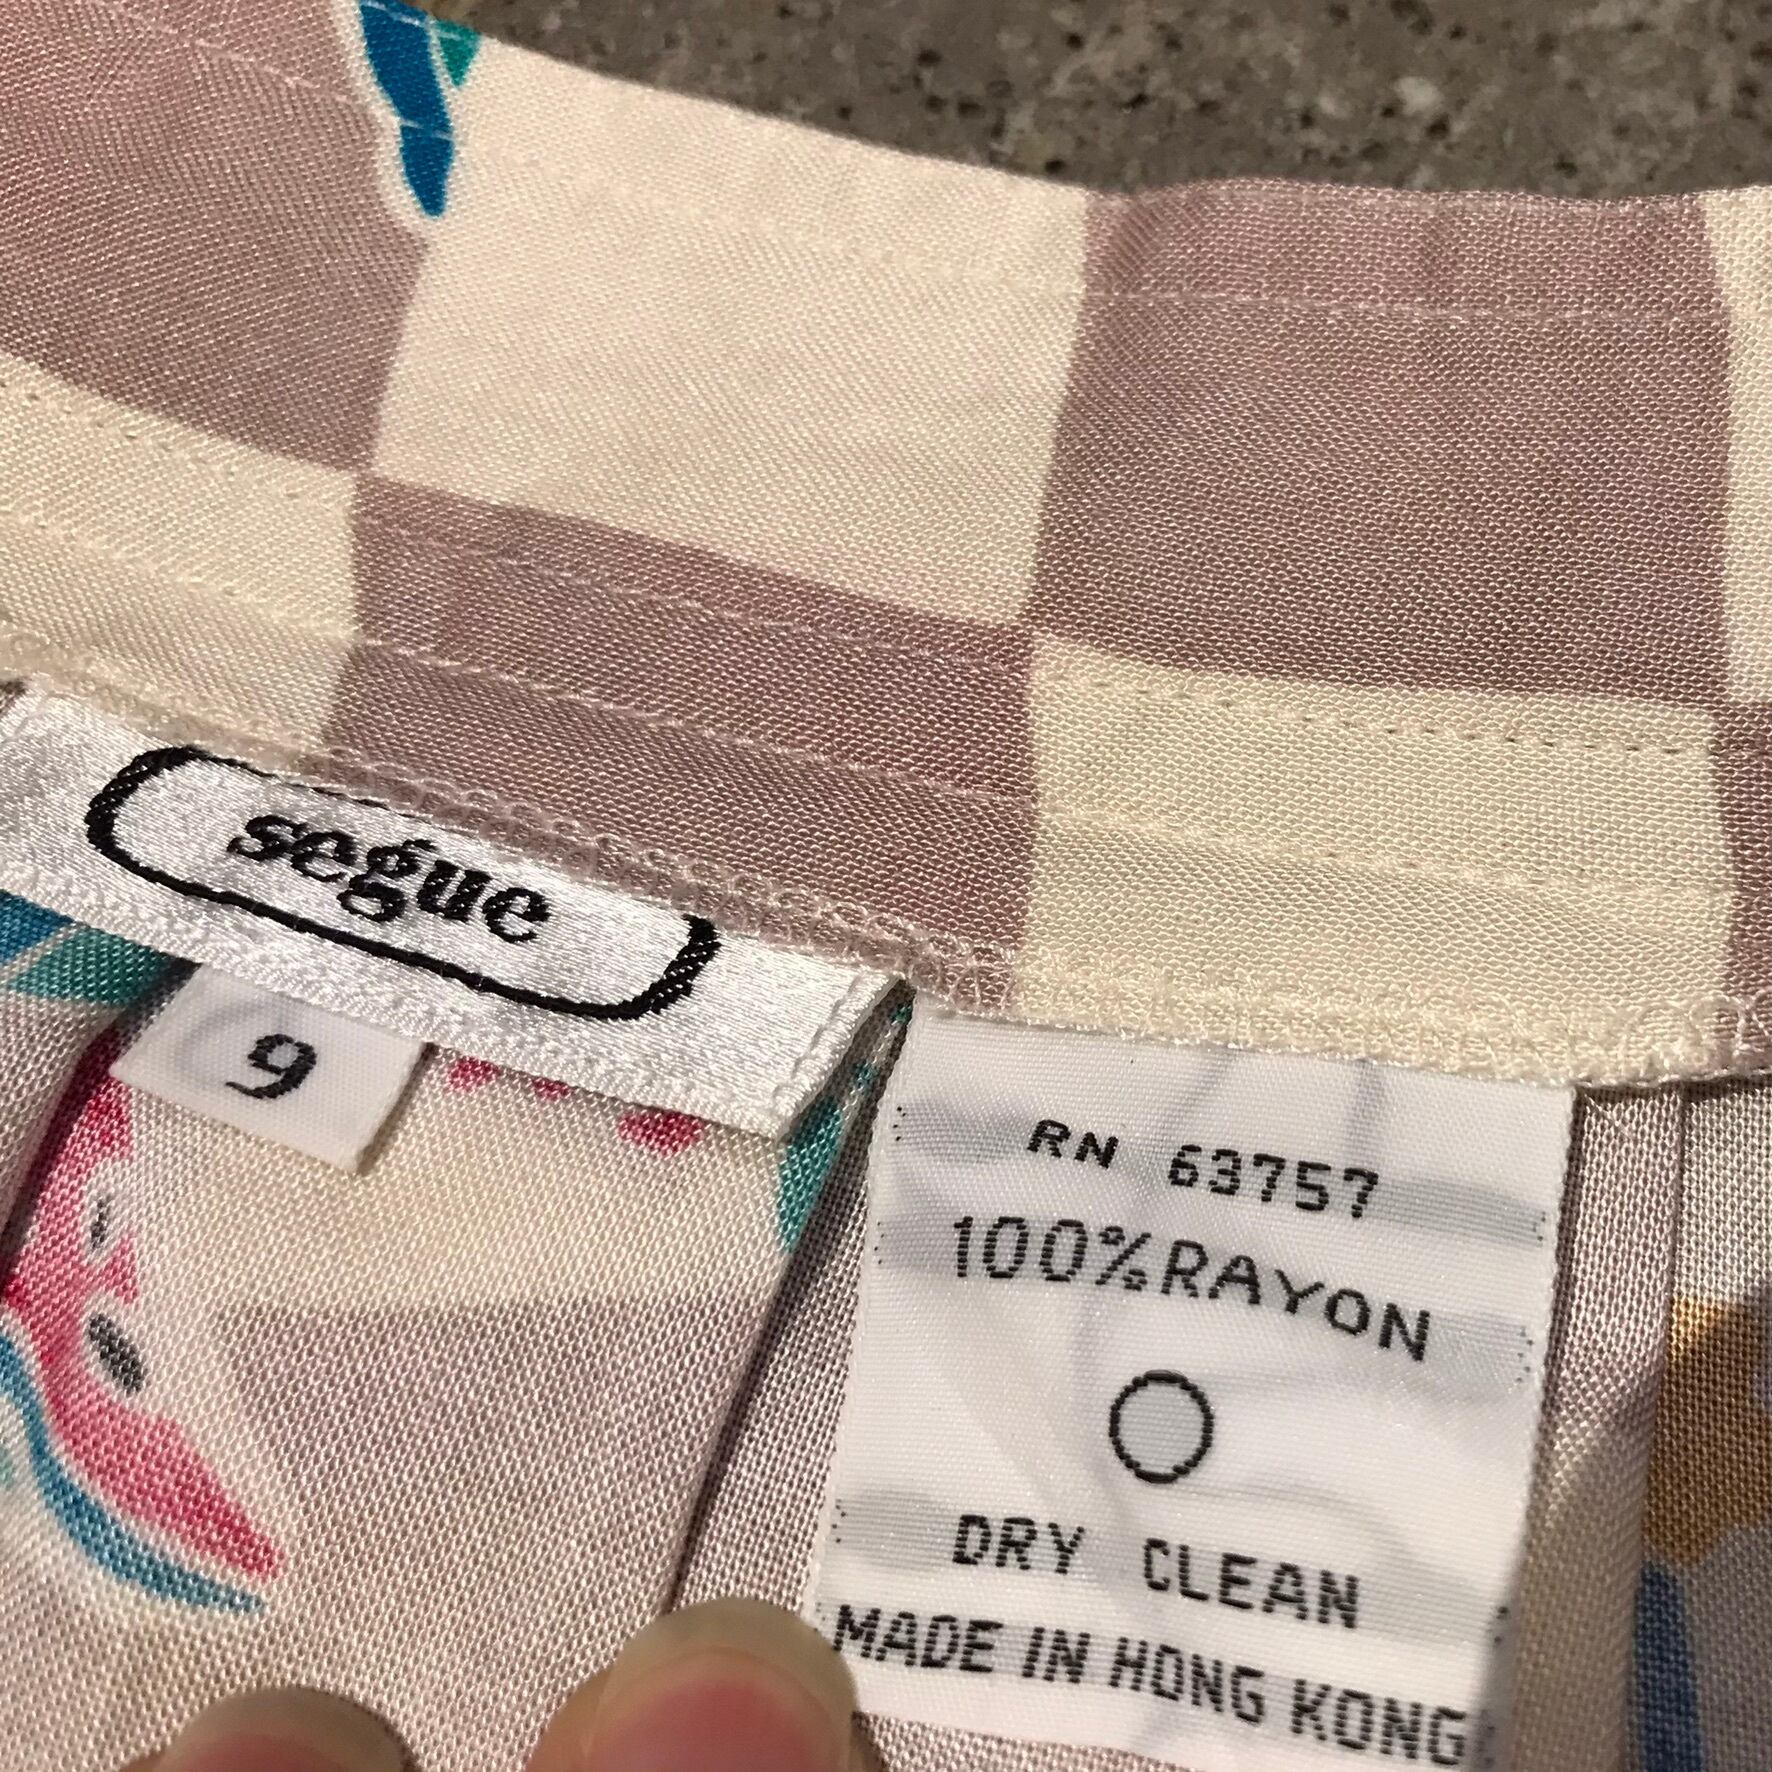 segue
9
RN 63757
100%RAYON
DRY CLEAN
MADE IN HONG KONG